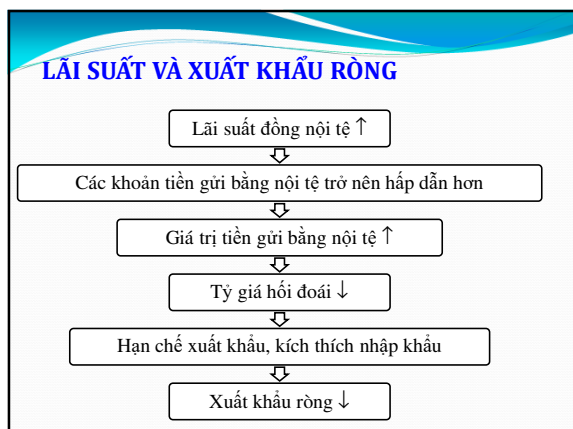 LÃI SUẤT VÀ XUẤT KHẨU RÒNG
Lãi suất đồng nội tệ ↑
Các khoản tiền gửi bằng nội tệ trở nên hấp dẫn hơn
Giá trị tiền gửi bằng nội tệ ↑
Tỷ giá hối đoái ↓
Hạn chế xuất khẩu, kích thích nhập khẩu
Xuất khẩu ròng ↓